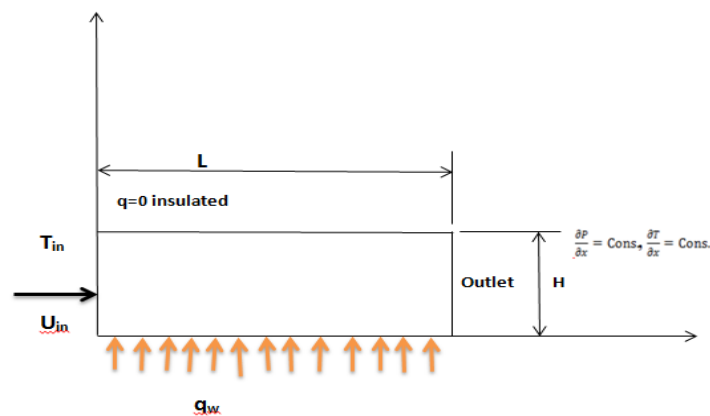 L
q=0 insulated
Tin
∂P/∂x = Cons, ∂T/∂x = Cons.
Outlet
H
Uin
qw